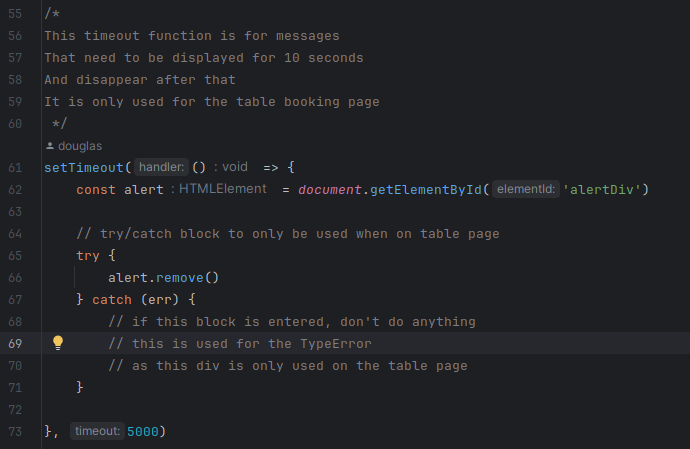 55 /*
56 This timeout function is for messages
57 That need to be displayed for 10 seconds
58 And disappear after that
59 It is only used for the table booking page
60 */
douglas
61 setTimeout( handler: () : void => {
62 const alert : HTMLElement = document.getElementById( elementId: 'alertDiv')
63
64 // try/catch block to only be used when on table page
65 try {
66 alert.remove()
67 } catch (err) {
68 // if this block is entered, don't do anything
69 // this is used for the TypeError
70 // as this div is only used on the table page
71 }
72
73 }, timeout: 5000)